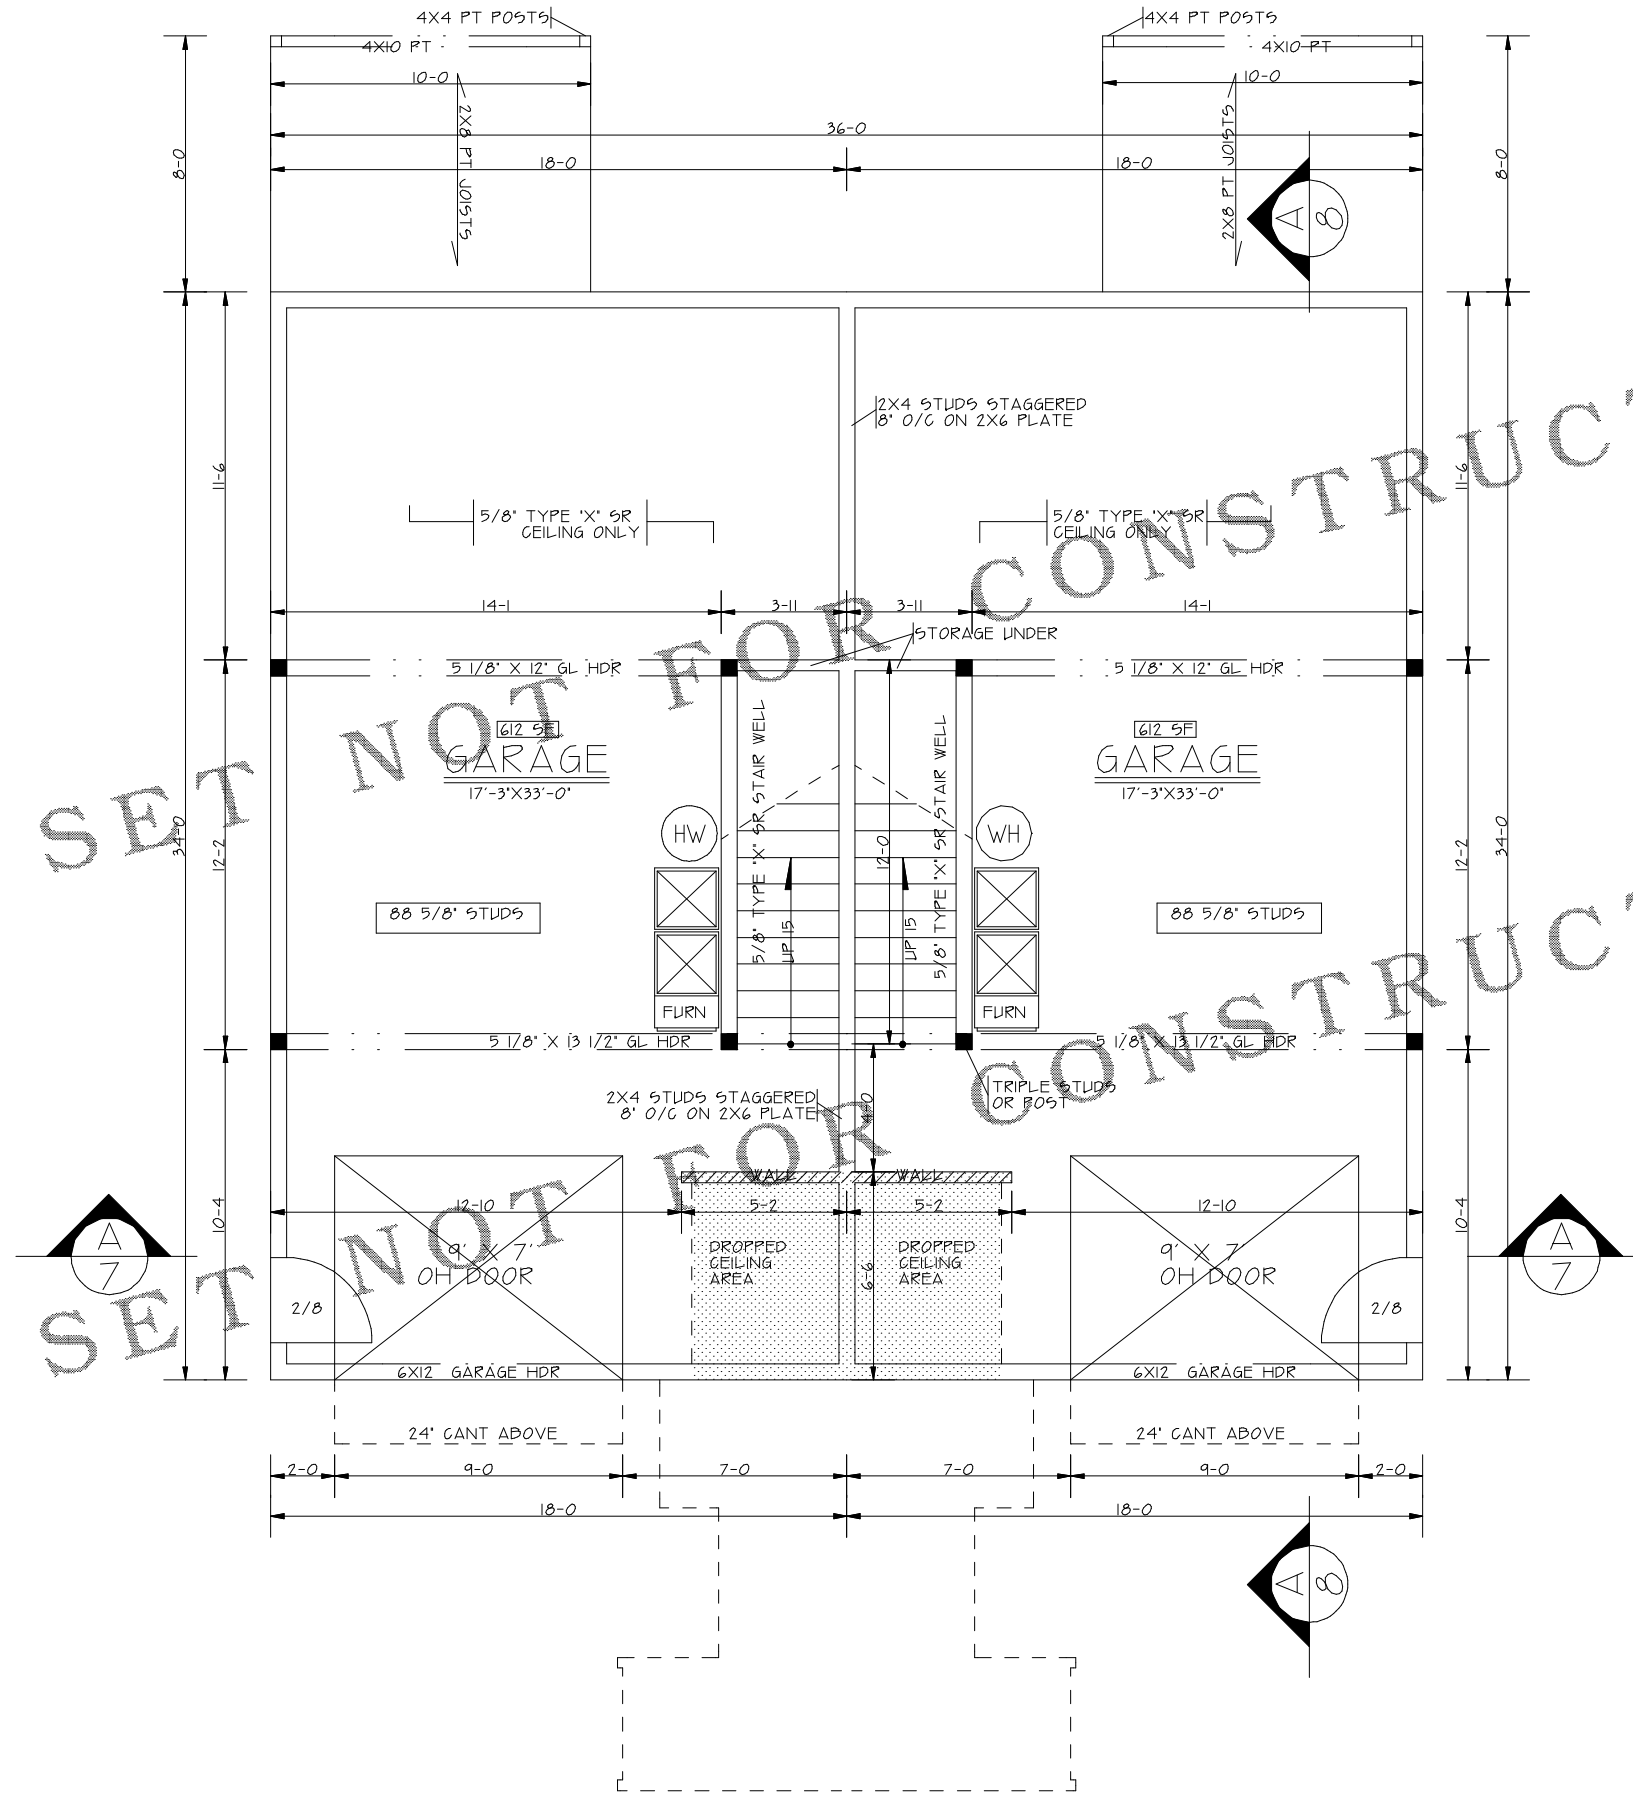 4X4 PT POSTS
4X4 PT POSTS
4X10 PT
4X10 PT
10-0
10-0
2X8 PT JOISTS
2X8 PT JOISTS
36-0
18-0
18-0
8-0
8-0
A
8
2X4 STUDS STAGGERED
8" O/C ON 2X6 PLATE
11-6
11-6
5/8" TYPE "X" SR
CEILING ONLY
5/8" TYPE "X" SR
CEILING ONLY
14-1
3-11
3-11
14-1
STORAGE UNDER
5 1/8" X 12" GL HDR
5 1/8" X 12" GL HDR
612 SF
GARAGE
17'-3"X33'-0"
612 SF
GARAGE
17'-3"X33'-0"
5/8" TYPE "X" SR STAIR WELL
5/8" TYPE "X" SR STAIR WELL
HW
WH
34-0
12-2
12-0
12-2
34-0
88 5/8" STUDS
88 5/8" STUDS
UP 15
UP 15
FURN
FURN
5 1/8" X 13 1/2" GL HDR
5 1/8" X 13 1/2" GL HDR
2X4 STUDS STAGGERED
8" O/C ON 2X6 PLATE
4-0
TRIPLE STUDS
OR POST
WALL
WALL
10-4
12-10
5-2
5-2
12-10
10-4
A
7
A
7
9' X 7'
OH DOOR
DROPPED
CEILING
AREA
DROPPED
CEILING
AREA
6-6
9' X 7'
OH DOOR
2/8
2/8
6X12 GARAGE HDR
6X12 GARAGE HDR
24" CANT ABOVE
24" CANT ABOVE
2-0
9-0
7-0
7-0
9-0
2-0
18-0
18-0
A
8
SET NOT FOR CONSTRUCT
SET NOT FOR CONSTRUCT